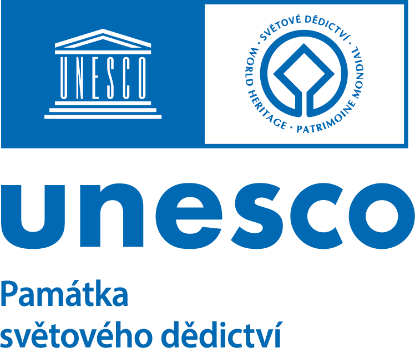 UNESCO
· SVĚTOVÉ DĚDICTVÍ · WORLD HERITAGE · PATRIMOINE MONDIAL
unesco
Památka
světového dědictví